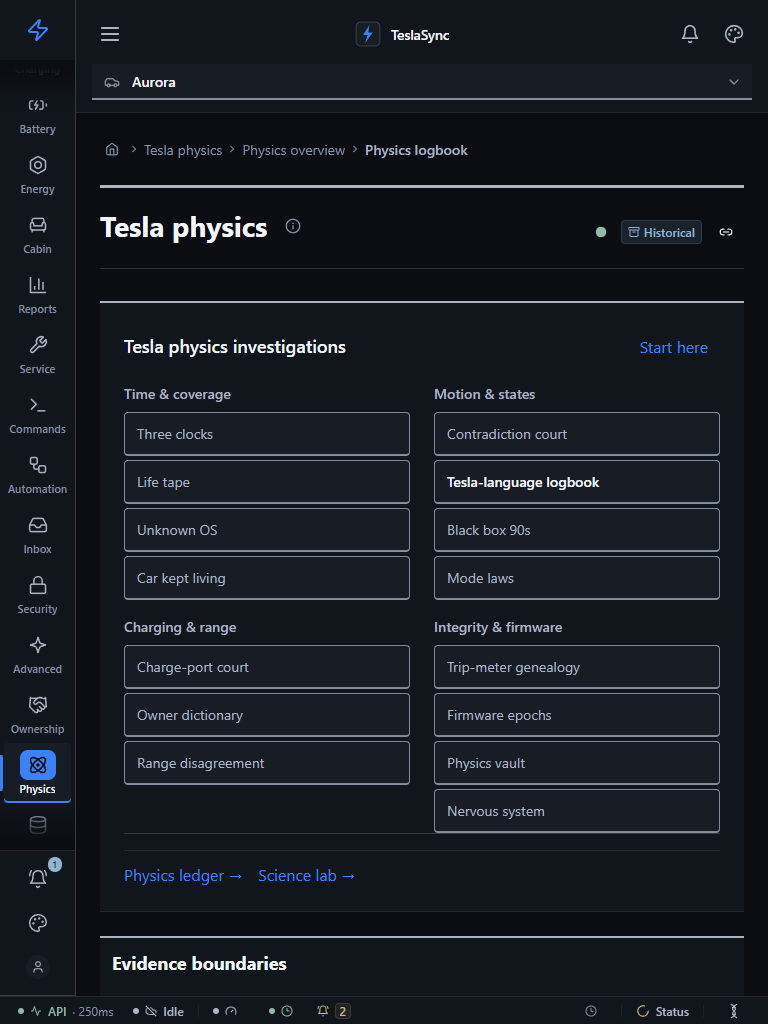 TeslaSync
Aurora
Charging
Battery
Energy
Cabin
Reports
Service
Commands
Automation
Inbox
Security
Advanced
Ownership
Physics
1
Tesla physics > Physics overview > Physics logbook
Tesla physics
Historical
Tesla physics investigations
Start here
Time & coverage
Three clocks
Life tape
Unknown OS
Car kept living
Motion & states
Contradiction court
Tesla-language logbook
Black box 90s
Mode laws
Charging & range
Charge-port court
Owner dictionary
Range disagreement
Integrity & firmware
Trip-meter genealogy
Firmware epochs
Physics vault
Nervous system
Physics ledger → Science lab →
Evidence boundaries
API · 250ms Idle 2 Status